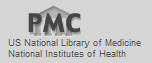 PMC
US National Library of Medicine
National Institutes of Health